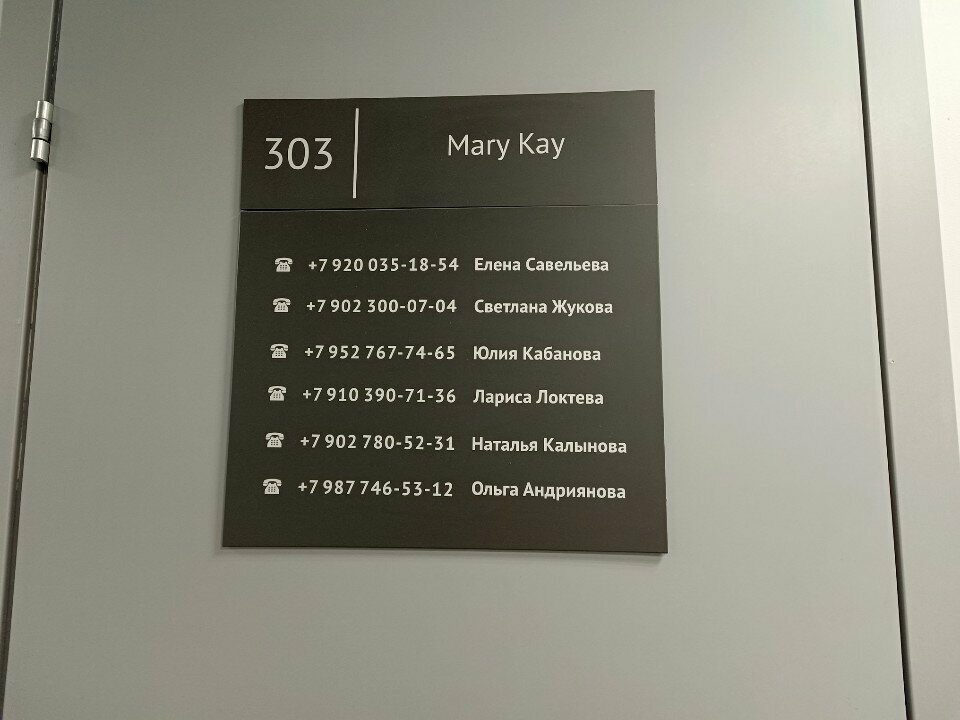 303 Mary Kay
☎ +7 920 035-18-54 Елена Савельева
☎ +7 902 300-07-04 Светлана Жукова
☎ +7 952 767-74-65 Юлия Кабанова
☎ +7 910 390-71-36 Лариса Локтева
☎ +7 902 780-52-31 Наталья Калынова
☎ +7 987 746-53-12 Ольга Андриянова